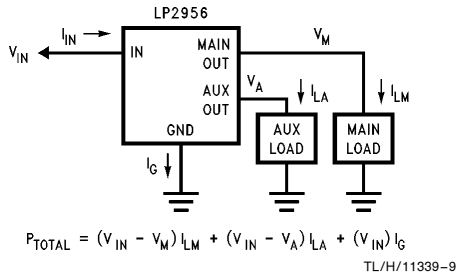 LP2956
I_IN
V_IN
IN
MAIN OUT
V_M
AUX OUT
V_A
I_LA
I_LM
GND
AUX LOAD
MAIN LOAD
I_G
P_TOTAL = (V_IN − V_M) I_LM + (V_IN − V_A) I_LA + (V_IN) I_G
TL/H/11339–9